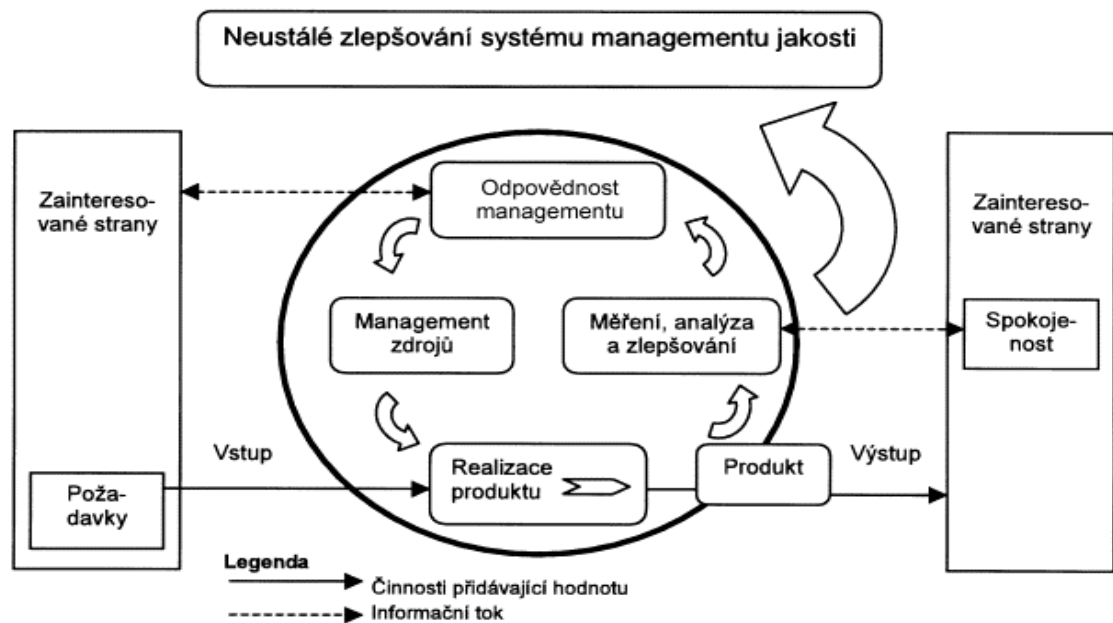 Neustálé zlepšování systému managementu jakosti
Zaintereso-
vané strany
Odpovědnost
managementu
Zaintereso-
vané strany
Management
zdrojů
Měření, analýza
a zlepšování
Spokoje-
nost
Vstup
Realizace
produktu
Produkt
Výstup
Poža-
davky
Legenda
Činnosti přidávající hodnotu
Informační tok